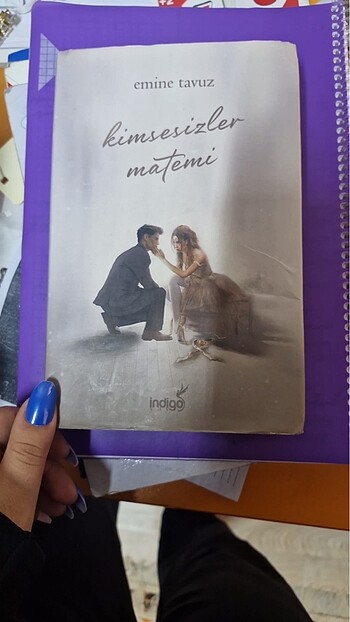 emine tavuz
kimsesizler
matemi
indigo